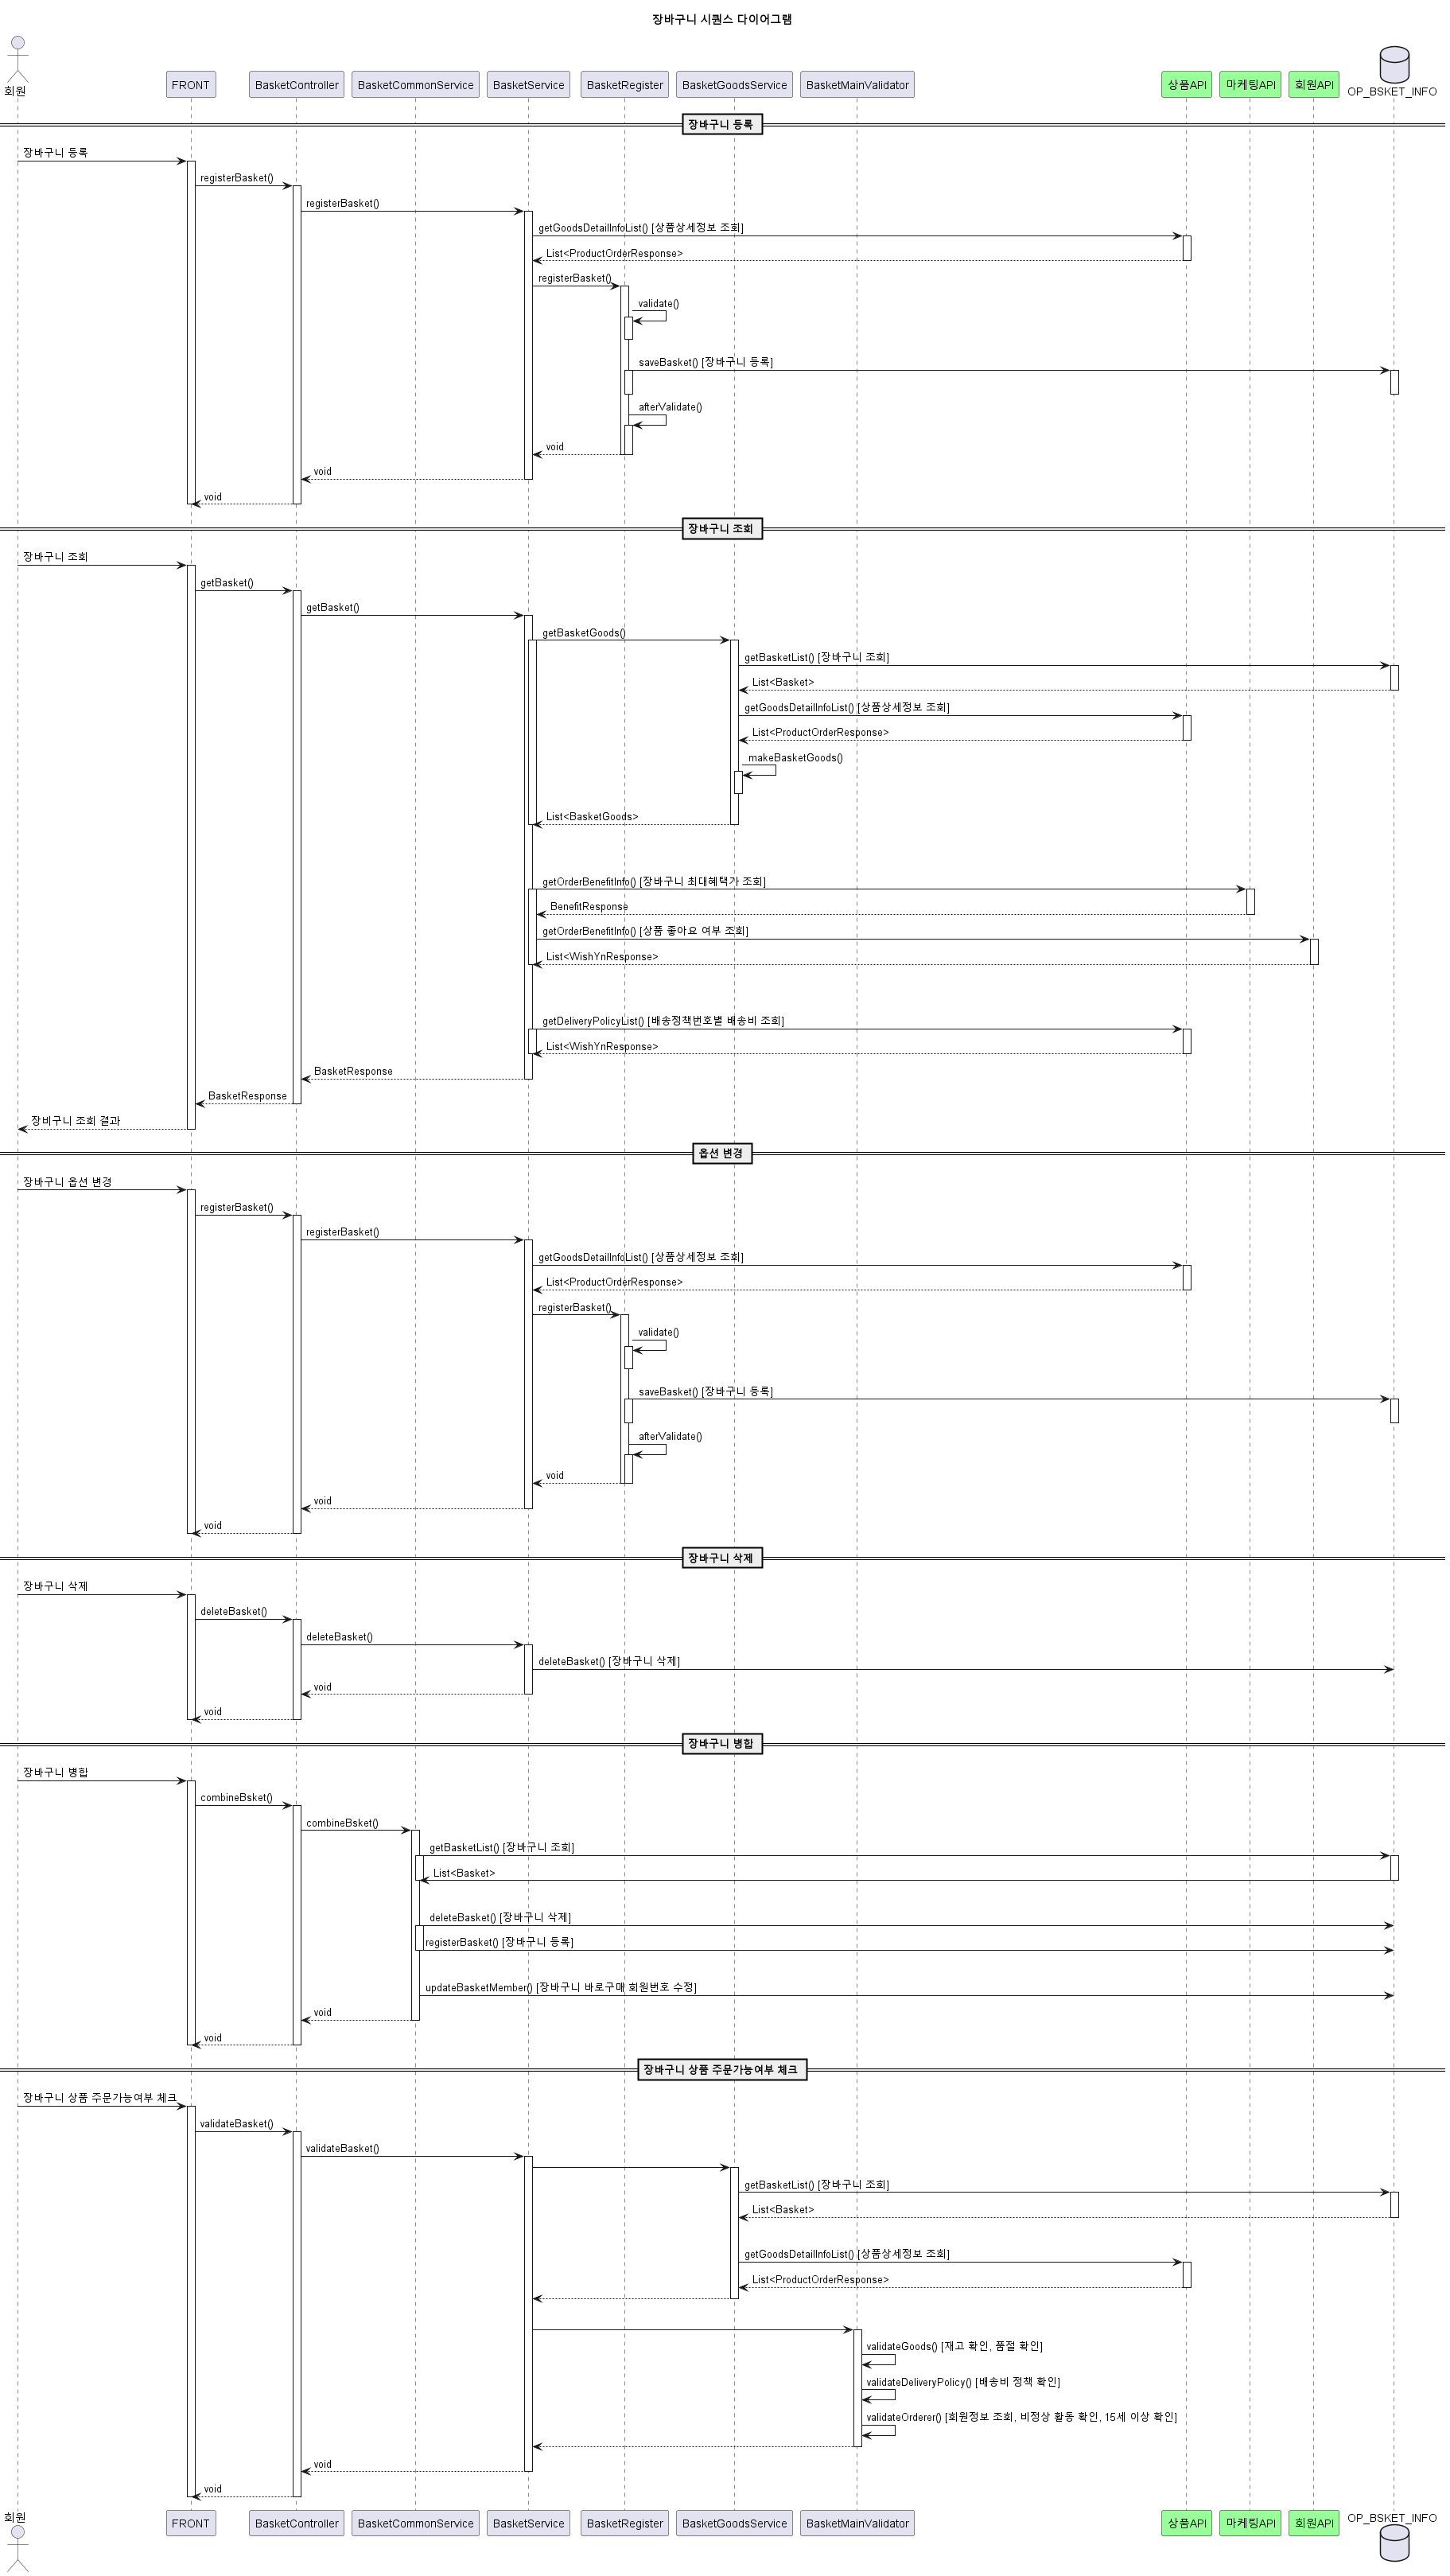 장바구니 시퀀스 다이어그램
회원
FRONT
BasketController
BasketCommonService
BasketService
BasketRegister
BasketGoodsService
BasketMainValidator
상품API
마케팅API
회원API
OP_BSKET_INFO
장바구니 등록
장바구니 등록
registerBasket()
registerBasket()
getGoodsDetailInfoList() [상품상세정보 조회]
List<ProductOrderResponse>
registerBasket()
validate()
saveBasket() [장바구니 등록]
afterValidate()
void
void
void
장바구니 조회
장바구니 조회
getBasket()
getBasket()
getBasketGoods()
getBasketList() [장바구니 조회]
List<Basket>
getGoodsDetailInfoList() [상품상세정보 조회]
List<ProductOrderResponse>
makeBasketGoods()
List<BasketGoods>
getOrderBenefitInfo() [장바구니 최대혜택가 조회]
BenefitResponse
getOrderBenefitInfo() [상품 좋아요 여부 조회]
List<WishYnResponse>
getDeliveryPolicyList() [배송정책번호별 배송비 조회]
List<WishYnResponse>
BasketResponse
BasketResponse
장비구니 조회 결과
옵션 변경
장바구니 옵션 변경
registerBasket()
registerBasket()
getGoodsDetailInfoList() [상품상세정보 조회]
List<ProductOrderResponse>
registerBasket()
validate()
saveBasket() [장바구니 등록]
afterValidate()
void
void
void
장바구니 삭제
장바구니 삭제
deleteBasket()
deleteBasket()
deleteBasket() [장바구니 삭제]
void
void
장바구니 병합
장바구니 병합
combineBsket()
combineBsket()
getBasketList() [장바구니 조회]
List<Basket>
deleteBasket() [장바구니 삭제]
registerBasket() [장바구니 등록]
updateBasketMember() [장바구니 바로구매 회원번호 수정]
void
void
장바구니 상품 주문가능여부 체크
장바구니 상품 주문가능여부 체크
validateBasket()
validateBasket()
getBasketList() [장바구니 조회]
List<Basket>
getGoodsDetailInfoList() [상품상세정보 조회]
List<ProductOrderResponse>
validateGoods() [재고 확인, 품절 확인]
validateDeliveryPolicy() [배송비 정책 확인]
validateOrderer() [회원정보 조회, 비정상 활동 확인, 15세 이상 확인]
void
void
회원
FRONT
BasketController
BasketCommonService
BasketService
BasketRegister
BasketGoodsService
BasketMainValidator
상품API
마케팅API
회원API
OP_BSKET_INFO